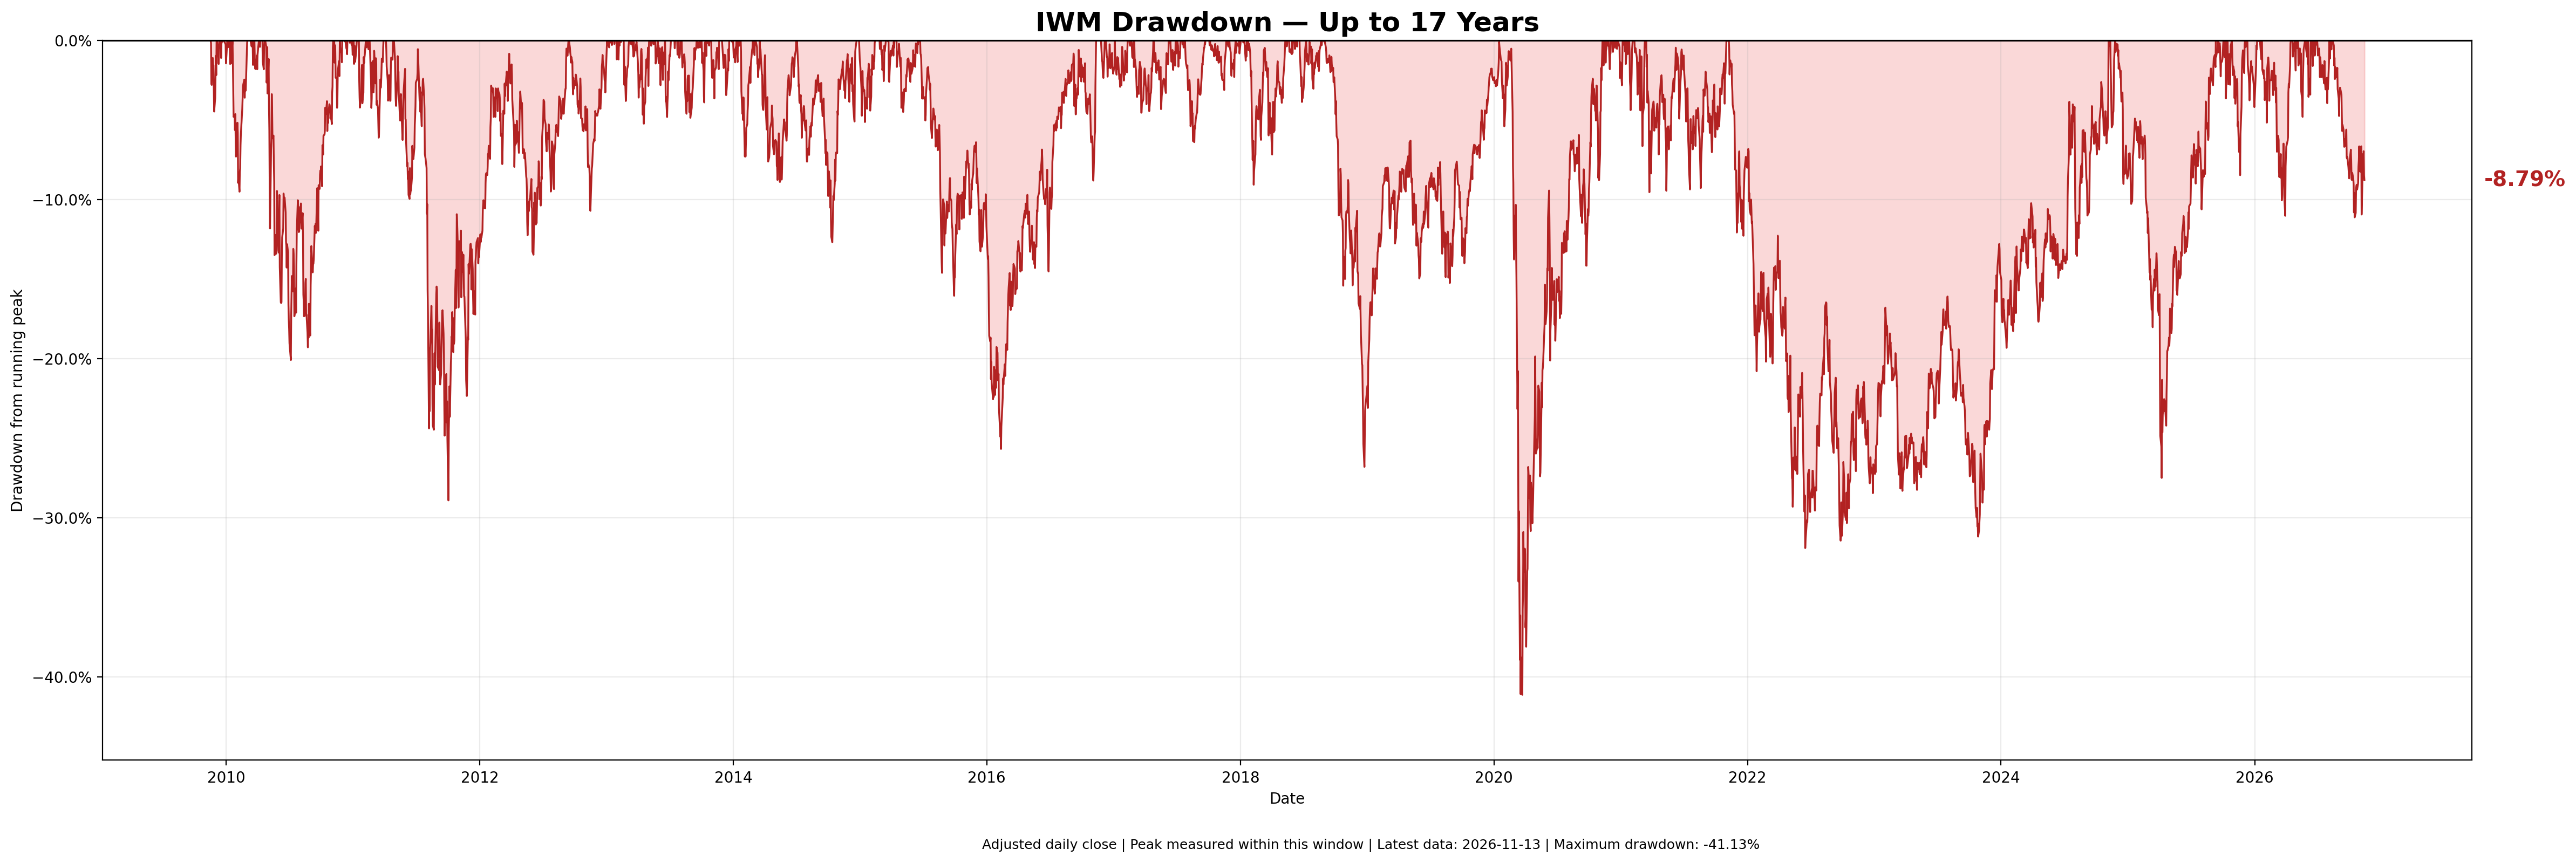 IWM Drawdown — Up to 17 Years
0.0%
−10.0%
−20.0%
−30.0%
−40.0%
Drawdown from running peak
-8.79%
2010 2012 2014 2016 2018 2020 2022 2024 2026
Date
Adjusted daily close | Peak measured within this window | Latest data: 2026-11-13 | Maximum drawdown: -41.13%